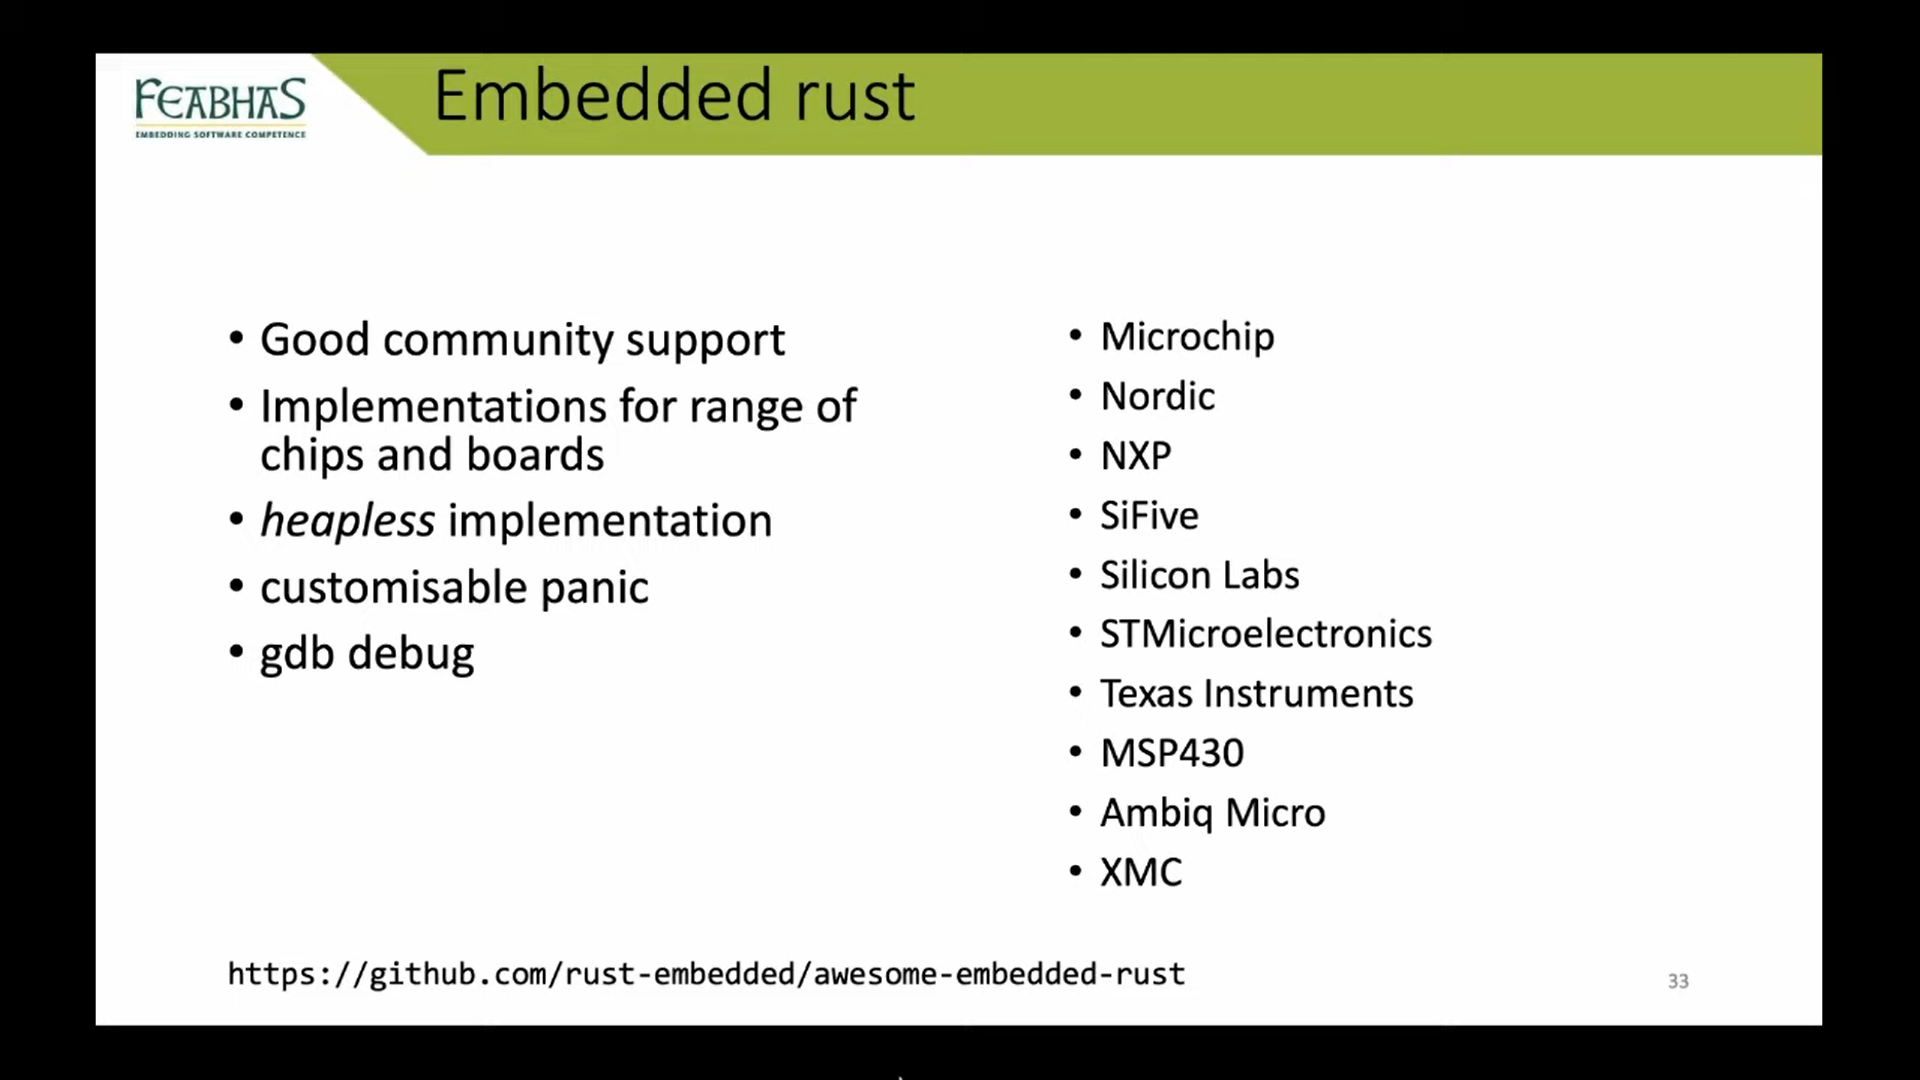 FEABHAS
EMBEDDING SOFTWARE COMPETENCE
Embedded rust
• Good community support
• Implementations for range of
chips and boards
• heapless implementation
• customisable panic
• gdb debug
• Microchip
• Nordic
• NXP
• SiFive
• Silicon Labs
• STMicroelectronics
• Texas Instruments
• MSP430
• Ambiq Micro
• XMC
https://github.com/rust-embedded/awesome-embedded-rust
33